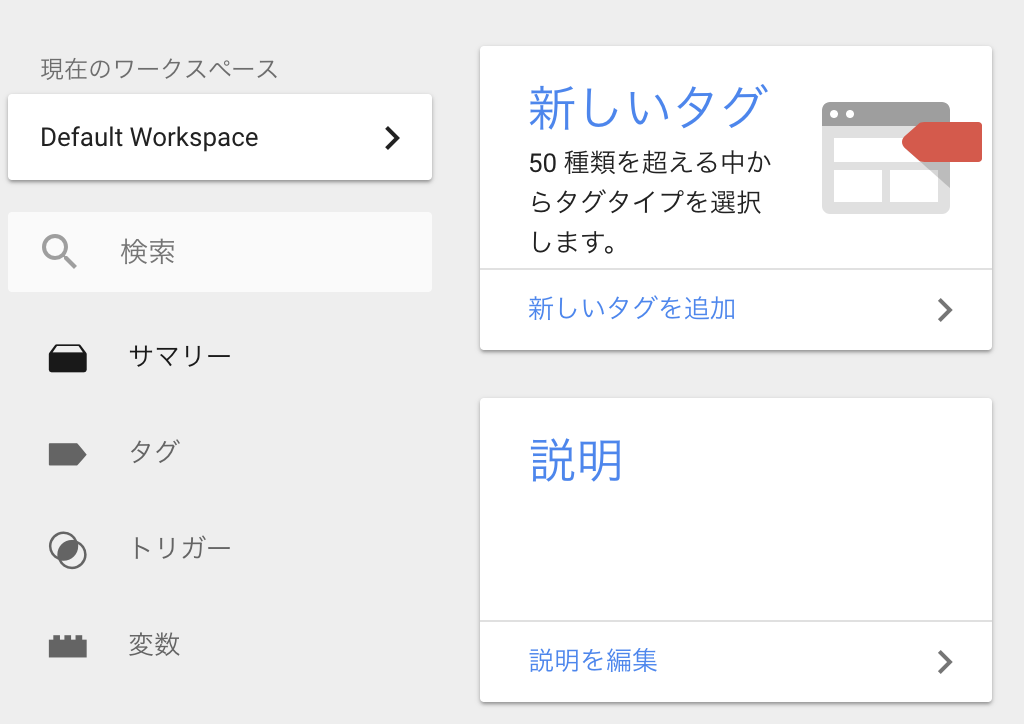 現在のワークスペース
Default Workspace
検索
サマリー
タグ
トリガー
変数
新しいタグ
50 種類を超える中か
らタグタイプを選択
します。
新しいタグを追加
説明
説明を編集